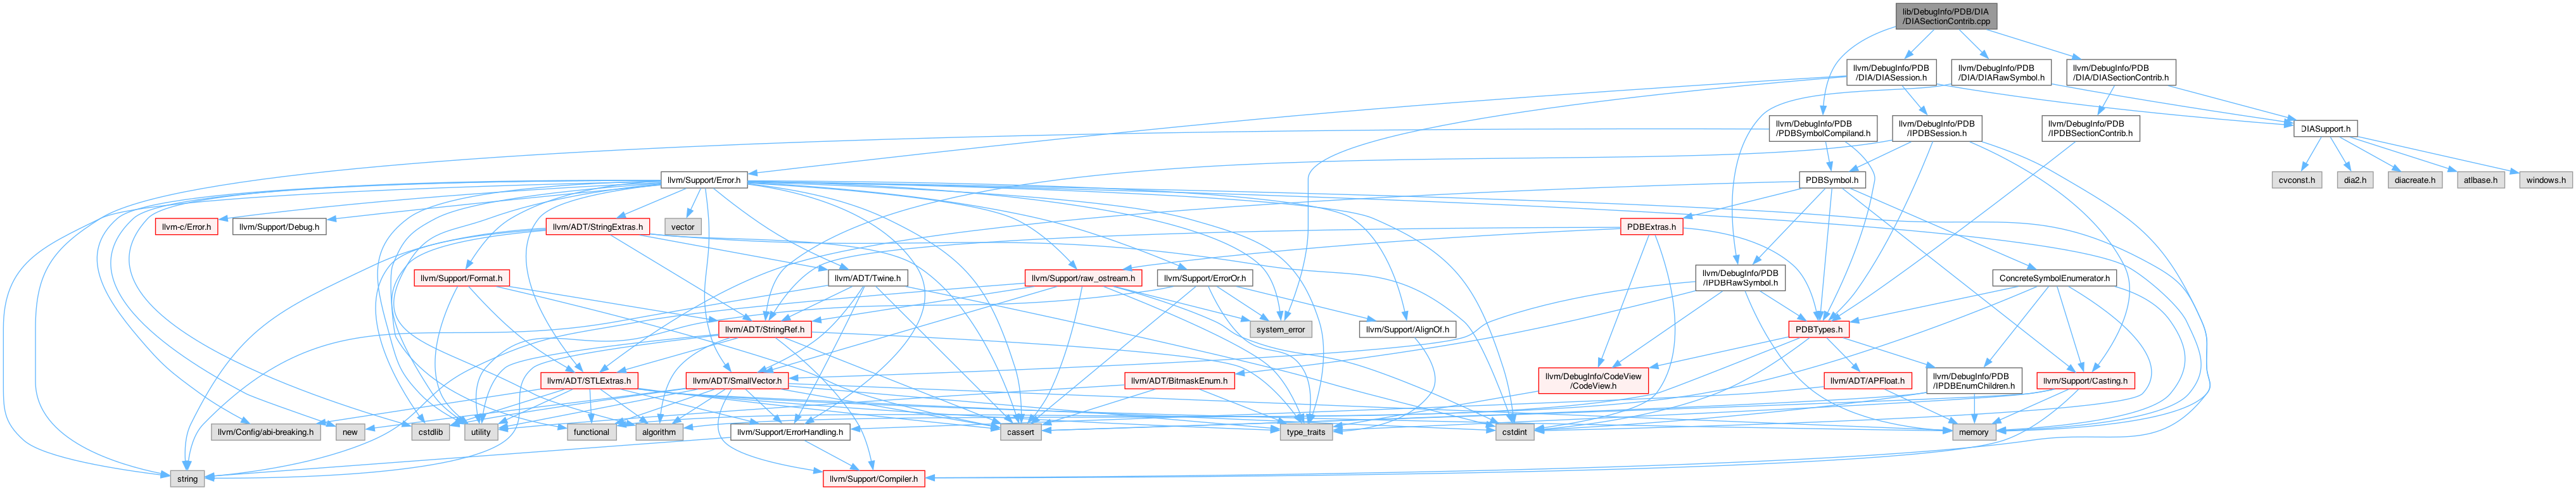 lib/DebugInfo/PDB/DIA
/DIASectionContrib.cpp
llvm/DebugInfo/PDB
/DIA/DIASession.h
llvm/DebugInfo/PDB
/DIA/DIARawSymbol.h
llvm/DebugInfo/PDB
/DIA/DIASectionContrib.h
llvm/DebugInfo/PDB
/PDBSymbolCompiland.h
llvm/DebugInfo/PDB
/IPDBSession.h
llvm/DebugInfo/PDB
/IPDBSectionContrib.h
DIASupport.h
llvm/Support/Error.h
PDBSymbol.h
cvconst.h
dia2.h
diacreate.h
atlbase.h
windows.h
llvm-c/Error.h
llvm/Support/Debug.h
llvm/ADT/StringExtras.h
vector
PDBExtras.h
llvm/Support/Format.h
llvm/ADT/Twine.h
llvm/Support/raw_ostream.h
llvm/Support/ErrorOr.h
llvm/DebugInfo/PDB
/IPDBRawSymbol.h
ConcreteSymbolEnumerator.h
llvm/ADT/StringRef.h
system_error
llvm/Support/AlignOf.h
PDBTypes.h
llvm/ADT/STLExtras.h
llvm/ADT/SmallVector.h
llvm/ADT/BitmaskEnum.h
llvm/DebugInfo/CodeView
/CodeView.h
llvm/ADT/APFloat.h
llvm/DebugInfo/PDB
/IPDBEnumChildren.h
llvm/Support/Casting.h
llvm/Config/abi-breaking.h
new
cstdlib
utility
functional
algorithm
llvm/Support/ErrorHandling.h
cassert
type_traits
cstdint
memory
string
llvm/Support/Compiler.h